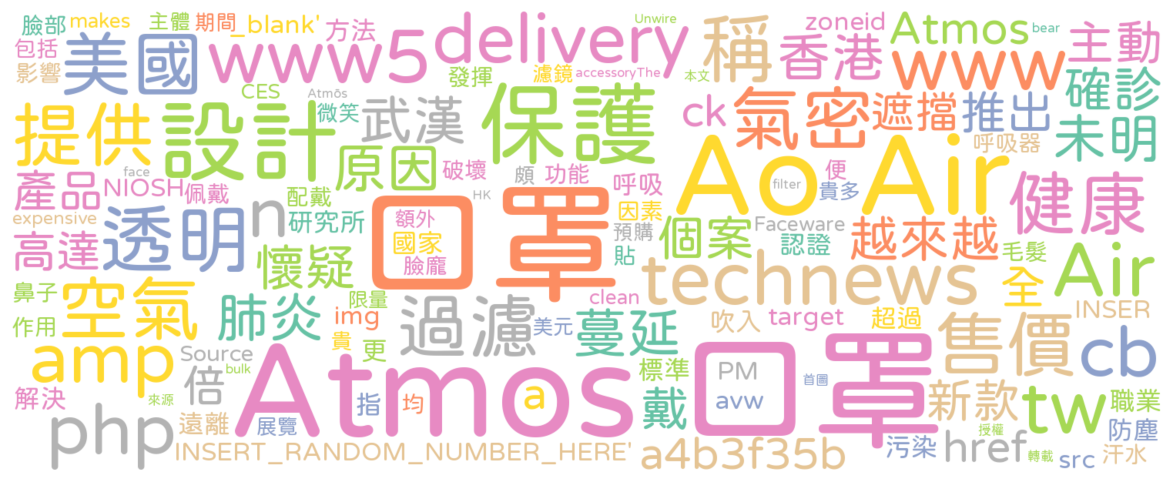 臉部 makes 主體 期間 _blank' 方法 Unwire zoneid Atmos bear 主動
包括 美國 www5 delivery 稱 香港 www
影響 CES Atmōs 微笑 發揮 濾鏡 accessoryThe 本文 確診
提供 設計 武漢 保護 ck 氣密 遮擋 推出 未明
原因 破壞 頗 功能 呼吸 Ao Air 呼吸器
產品 face NIOSH 佩戴 配戴 HK 便 貴多 filter 健康
expensive 透明 n 研究所 口罩 額外 國家 臉龐 因素 預購 貼 個案 Faceware 認證 越來越 毛髮
高達 懷疑 technews 全 Air
鼻子 空氣 肺炎 限量 img 過濾 美元 clean 蔓延 吹入 target 超過 售價 INSER
作用 amp Source bulk 倍 貴 更 Atmos a 標準 口罩 PM avw 首圖 cb
解決 來源 指 均 戴 新款 tw 職業
php 遠離 展覽 INSERT_RANDOM_NUMBER_HERE' a4b3f35b 污染 href 授權 轉載 src 防塵 汗水